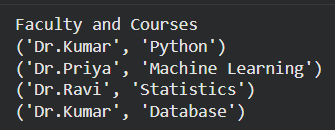 Faculty and Courses
('Dr.Kumar', 'Python')
('Dr.Priya', 'Machine Learning')
('Dr.Ravi', 'Statistics')
('Dr.Kumar', 'Database')